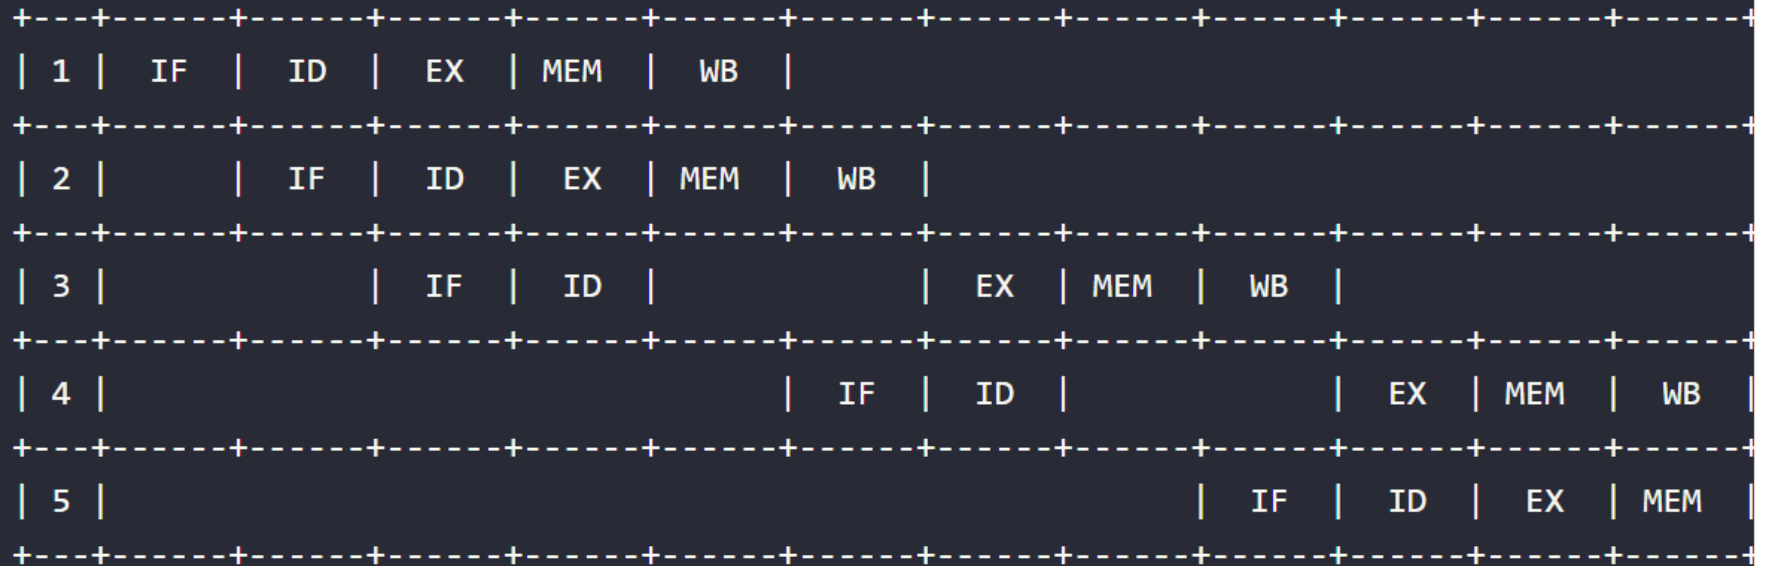 +---+------+------+------+------+------+------+------+------+------+------+------+------+
| 1 |  IF  |  ID  |  EX  | MEM  |  WB  |
+---+------+------+------+------+------+------+------+------+------+------+------+------+
| 2 |      |  IF  |  ID  |  EX  | MEM  |  WB  |
+---+------+------+------+------+------+------+------+------+------+------+------+------+
| 3 |             |  IF  |  ID  |             |  EX  | MEM  |  WB  |
+---+------+------+------+------+------+------+------+------+------+------+------+------+
| 4 |                                  |  IF  |  ID  |             |  EX  | MEM  |  WB  |
+---+------+------+------+------+------+------+------+------+------+------+------+------+
| 5 |                                                       |  IF  |  ID  |  EX  | MEM  |
+---+------+------+------+------+------+------+------+------+------+------+------+------+